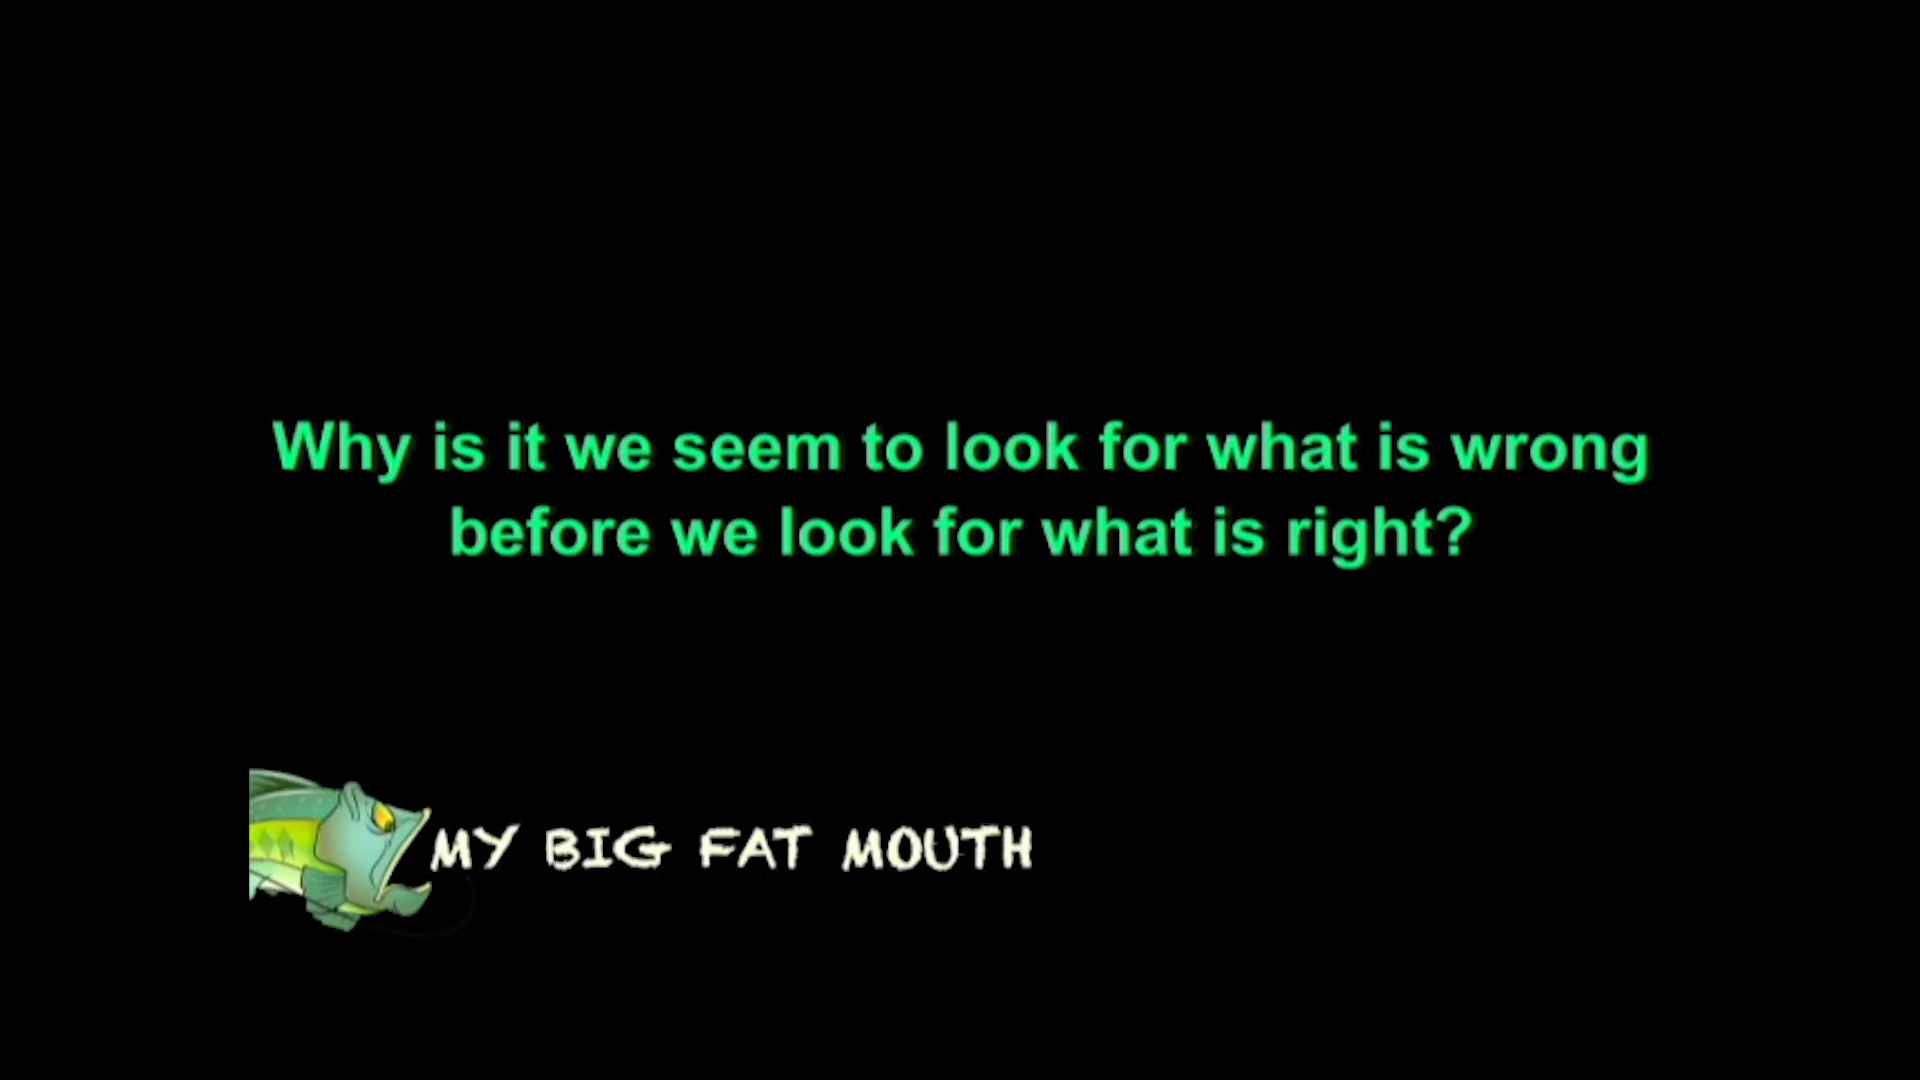 Why is it we seem to look for what is wrong
before we look for what is right?
MY BIG FAT MOUTH